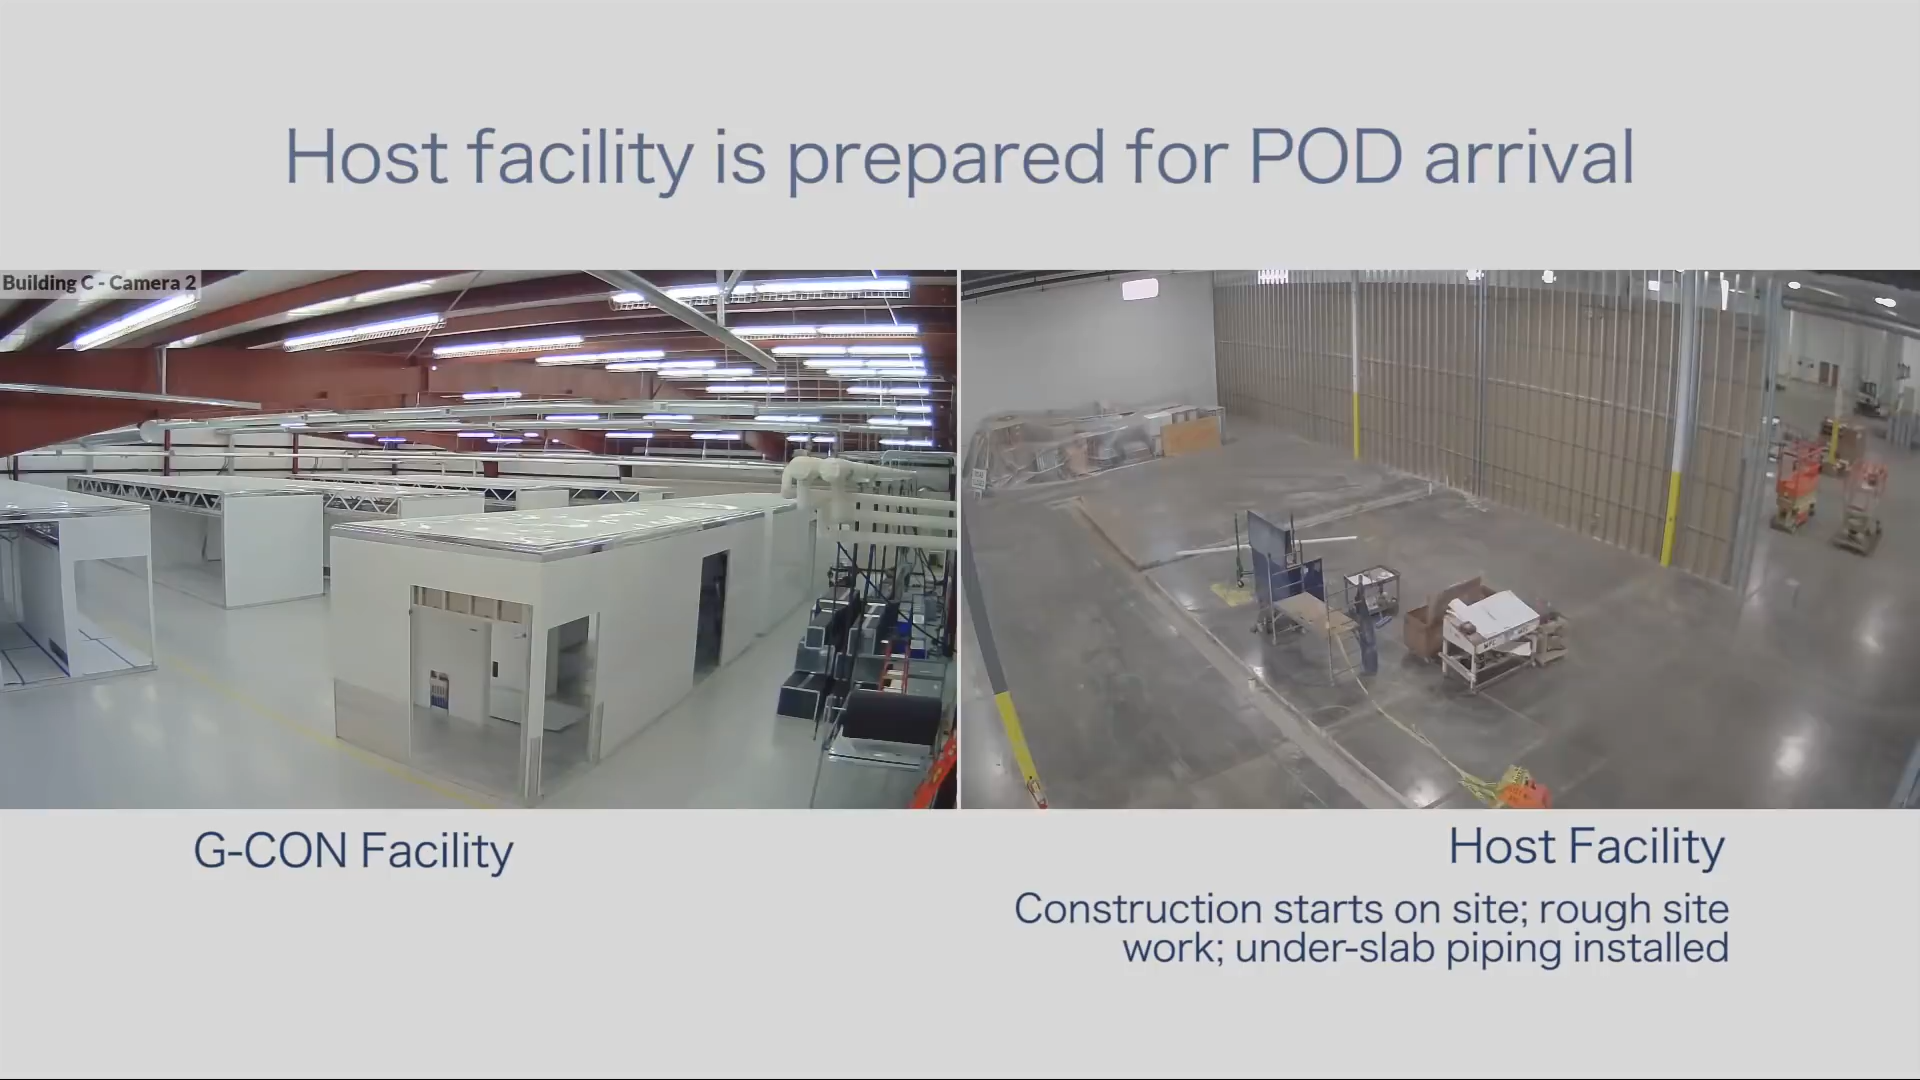 Host facility is prepared for POD arrival
Building C - Camera 2
G-CON Facility
Host Facility
Construction starts on site; rough site
work; under-slab piping installed